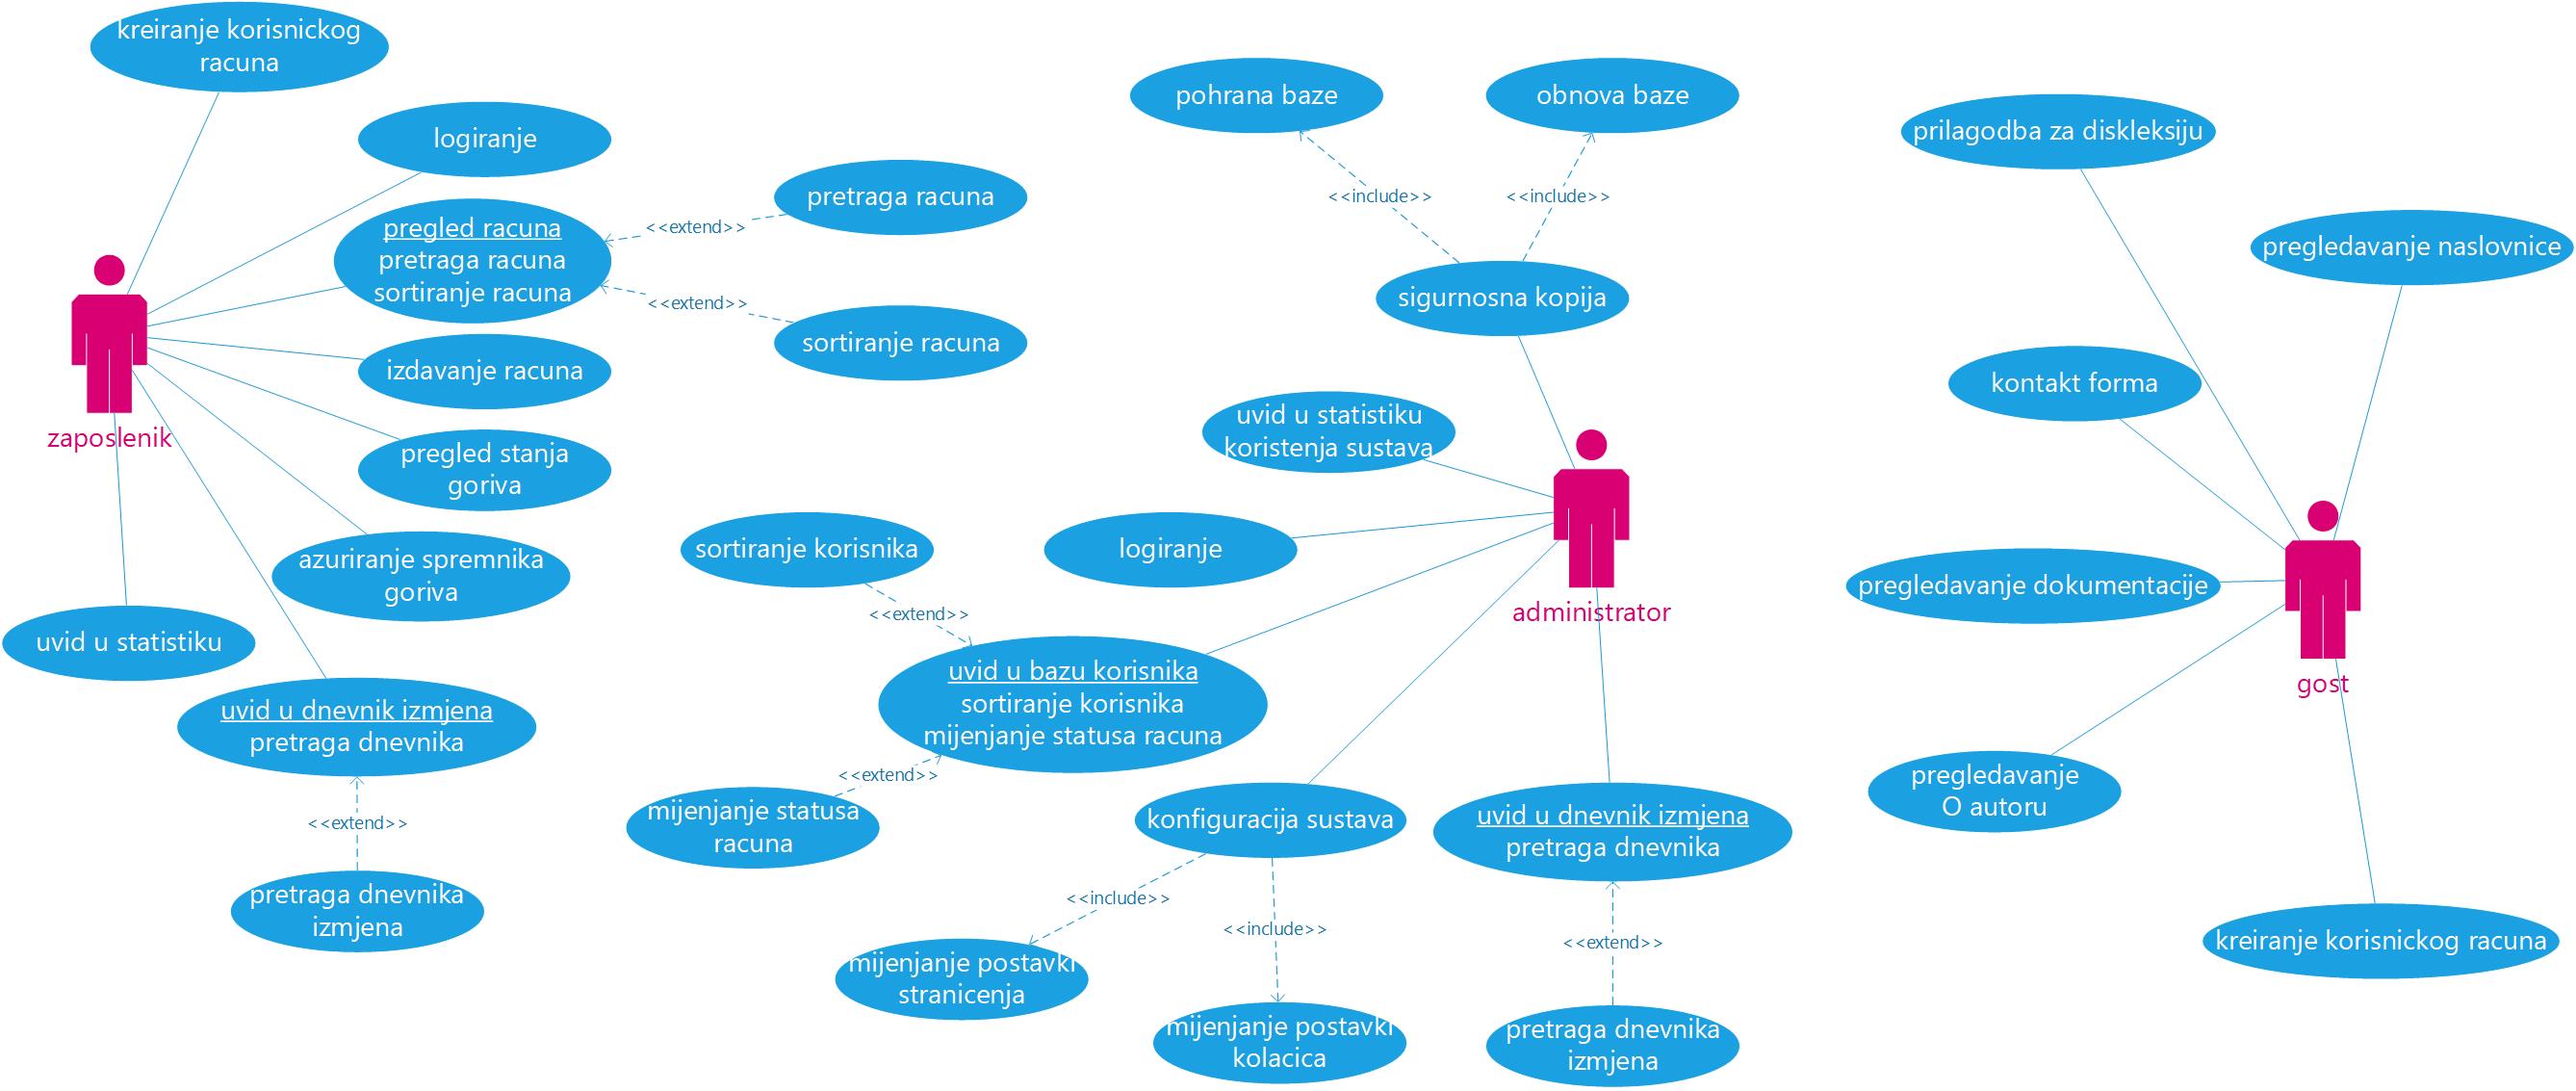 kreiranje korisnickog
racuna
logiranje
pregled racuna
pretraga racuna
sortiranje racuna
<<extend>>
pretraga racuna
<<extend>>
sortiranje racuna
izdavanje racuna
zaposlenik
pregled stanja
goriva
azuriranje spremnika
goriva
uvid u statistiku
uvid u dnevnik izmjena
pretraga dnevnika
<<extend>>
pretraga dnevnika
izmjena
pohrana baze
obnova baze
<<include>>
<<include>>
sigurnosna kopija
uvid u statistiku
koristenja sustava
logiranje
administrator
sortiranje korisnika
<<extend>>
uvid u bazu korisnika
sortiranje korisnika
mijenjanje statusa racuna
<<extend>>
mijenjanje statusa
racuna
konfiguracija sustava
uvid u dnevnik izmjena
pretraga dnevnika
<<include>>
<<include>>
<<extend>>
mijenjanje postavki
stranicenja
mijenjanje postavki
kolacica
pretraga dnevnika
izmjena
prilagodba za diskleksiju
pregledavanje naslovnice
kontakt forma
pregledavanje dokumentacije
gost
pregledavanje
O autoru
kreiranje korisnickog racuna